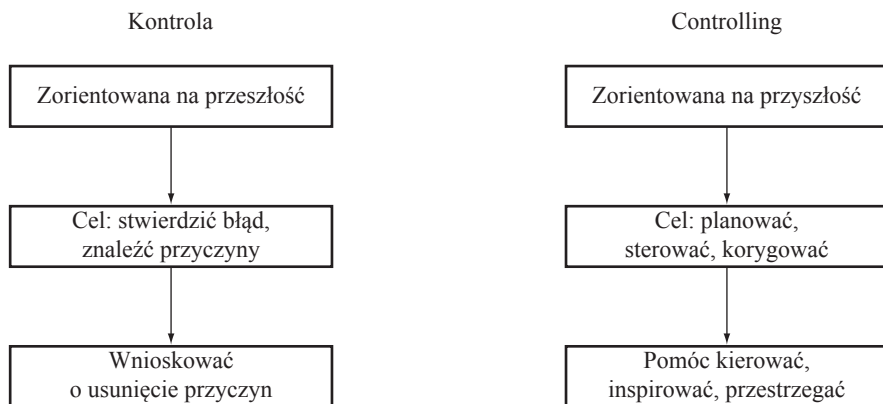 Kontrola
Zorientowana na przeszłość
Cel: stwierdzić błąd,
znaleźć przyczyny
Wnioskować
o usunięcie przyczyn
Controlling
Zorientowana na przyszłość
Cel: planować,
sterować, korygować
Pomóc kierować,
inspirować, przestrzegać